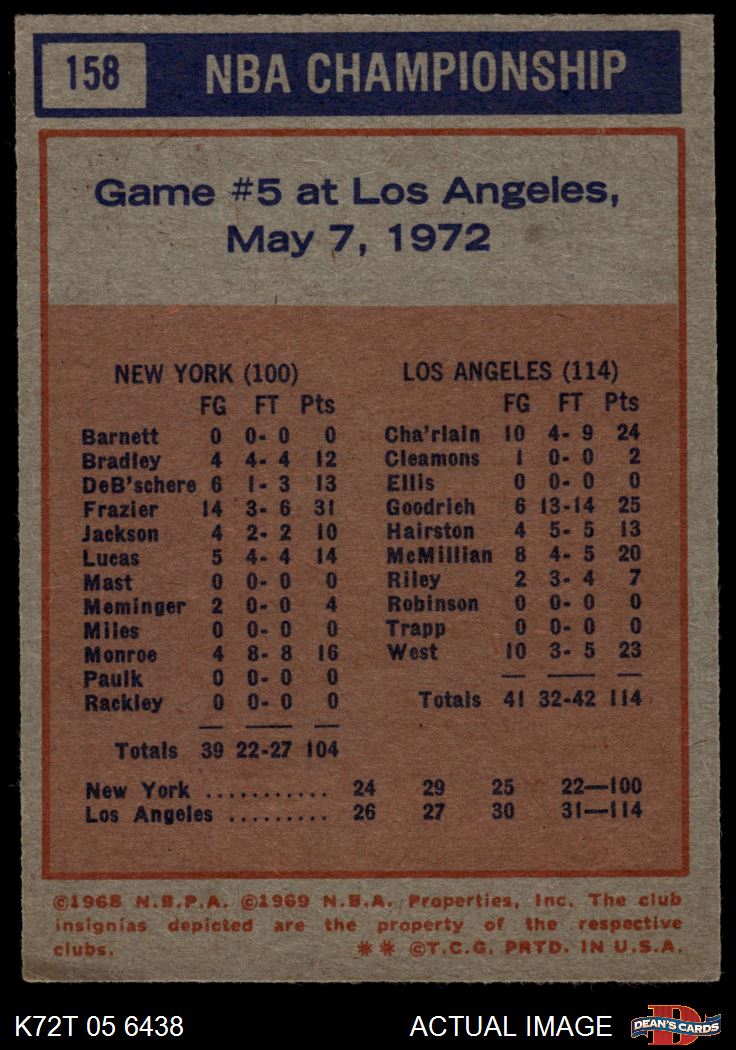 158 NBA CHAMPIONSHIP
Game #5 at Los Angeles,
May 7, 1972
NEW YORK (100)
FG FT Pts
Barnett 0 0- 0 0
Bradley 4 4- 4 12
DeB'schere 6 1- 3 13
Frazier 14 3- 6 31
Jackson 4 2- 2 10
Lucas 5 4- 4 14
Mast 0 0- 0 0
Meminger 2 0- 0 4
Miles 0 0- 0 0
Monroe 4 8- 8 16
Paulk 0 0- 0 0
Rackley 0 0- 0 0
Totals 39 22-27 104
LOS ANGELES (114)
FG FT Pts
Cha'rlain 10 4- 9 24
Cleamons 1 0- 0 2
Ellis 0 0- 0 0
Goodrich 6 13-14 25
Hairston 4 5- 5 13
McMillian 8 4- 5 20
Riley 2 3- 4 7
Robinson 0 0- 0 0
Trapp 0 0- 0 0
West 10 3- 5 23
Totals 41 32-42 114
New York ........... 24 29 25 22—100
Los Angeles ......... 26 27 30 31—114
©1968 N.B.P.A. ©1969 N.B.A. Properties, Inc. The club
insignias depicted are the property of the respective
clubs. ** ©T.C.G. PRTD. IN U.S.A.
K72T 05 6438 ACTUAL IMAGE DEAN'S CARDS